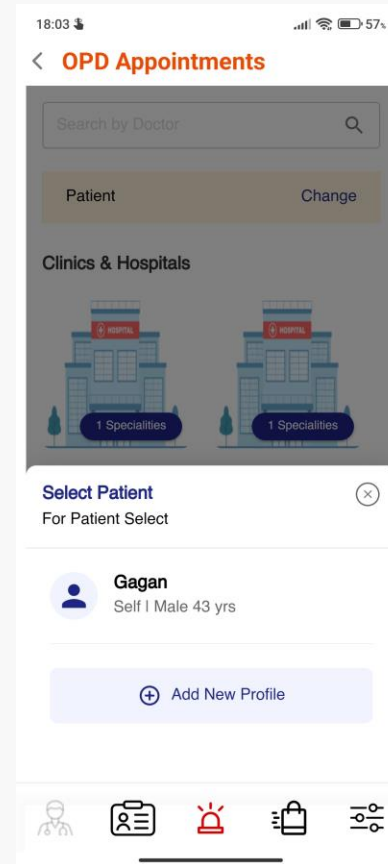 18:03
57%
OPD Appointments
Search by Doctor
Patient
Change
Clinics & Hospitals
HOSPITAL
HOSPITAL
1 Specialities
1 Specialities
Select Patient
For Patient Select
Gagan
Self | Male 43 yrs
Add New Profile